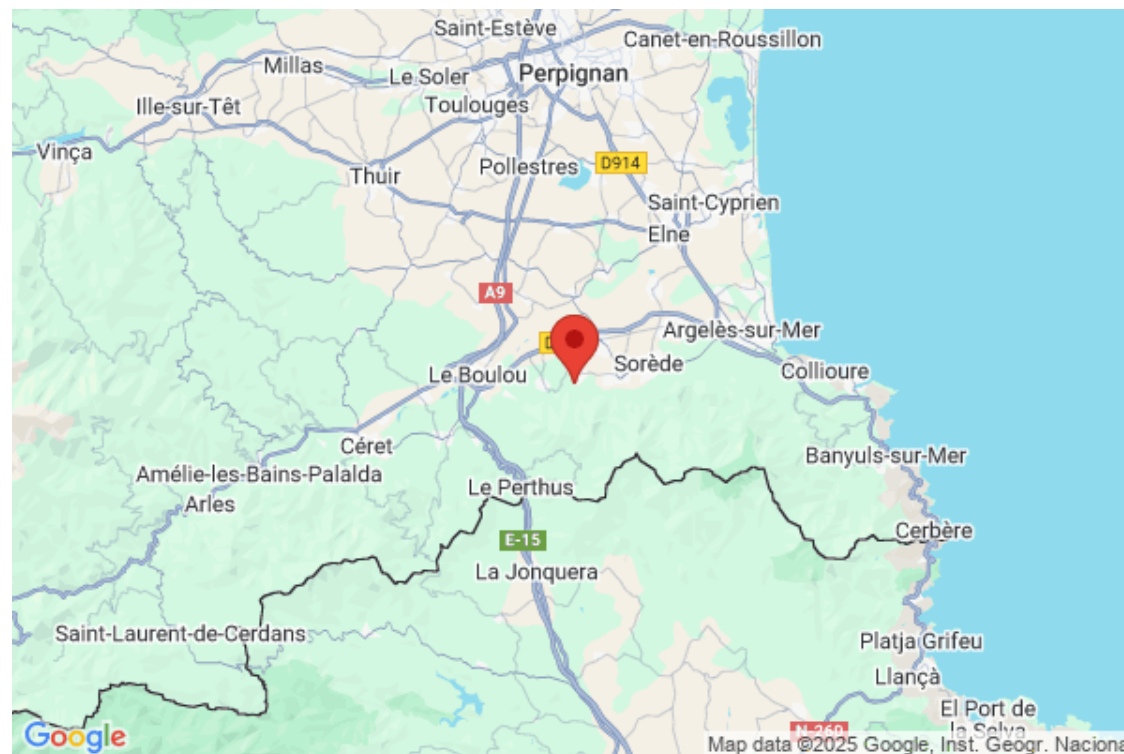 Saint-Estève
Canet-en-Roussillon
Millas
Le Soler
Perpignan
Ille-sur-Têt
Toulouges
Vinça
Thuir
Pollestres
D914
Saint-Cyprien
Elne
A9
Argelès-sur-Mer
D
Sorède
Le Boulou
Collioure
Céret
Banyuls-sur-Mer
Amélie-les-Bains-Palalda
Le Perthus
Arles
Cerbère
E-15
La Jonquera
Saint-Laurent-de-Cerdans
Platja Grifeu
Llançà
El Port de
la Selva
N-260
Google
Map data ©2025 Google, Inst. Geogr. Naciona